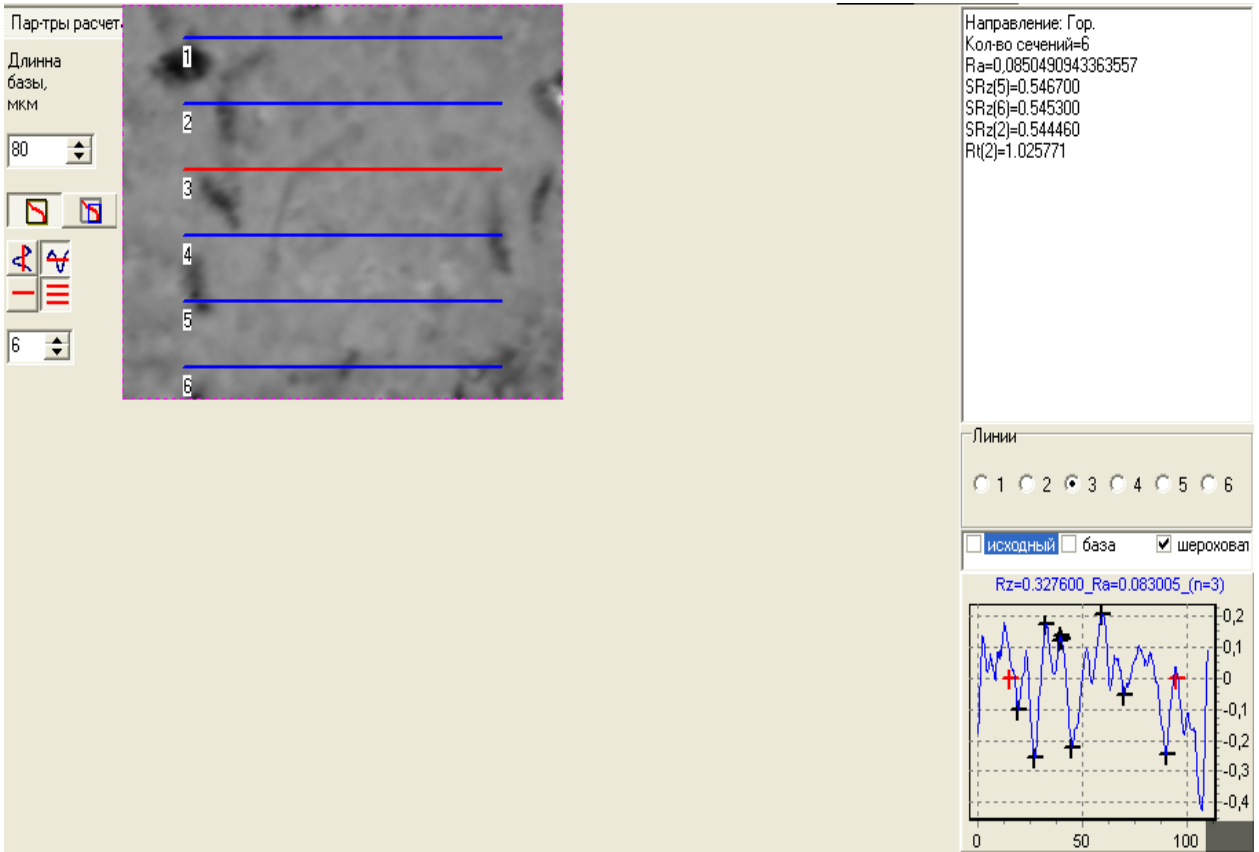 Пар-тры расчет
Длинна
базы,
мкм
80
6
1
2
3
4
5
6
Направление: Гор.
Кол-во сечений=6
Ra=0,0850490943363557
SRz(5)=0.546700
SRz(6)=0.545300
SRz(2)=0.544460
Rt(2)=1.025771
Линии
1 2 3 4 5 6
исходный база шероховат
Rz=0.327600_Ra=0.083005_(n=3)
0,2
0,1
0
-0,1
-0,2
-0,3
-0,4
0 50 100